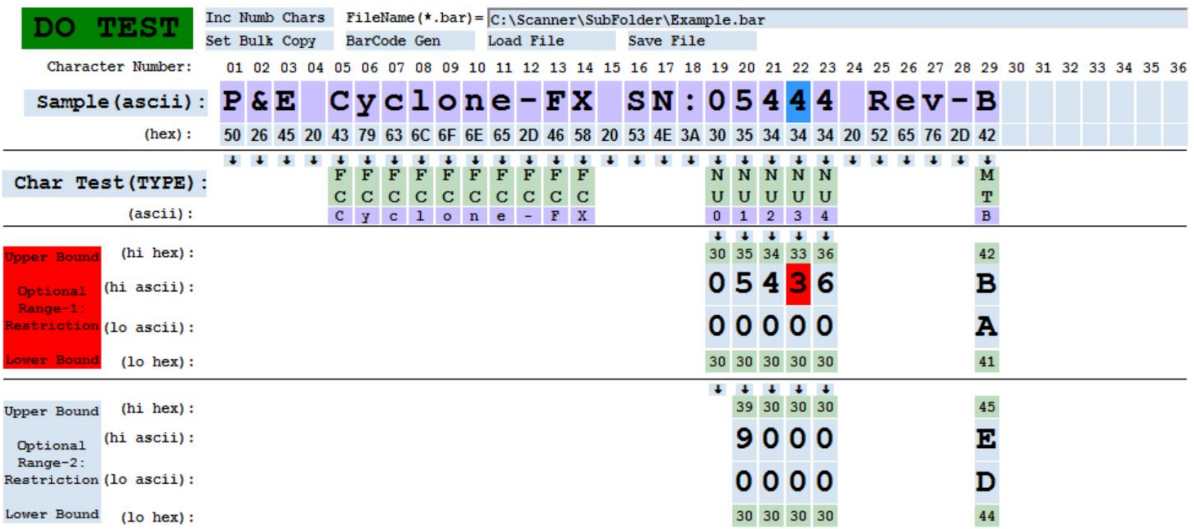 DO TEST Inc Numb Chars FileName(*.bar)= C:\Scanner\SubFolder\Example.bar
Set Bulk Copy BarCode Gen Load File Save File
Character Number: 01 02 03 04 05 06 07 08 09 10 11 12 13 14 15 16 17 18 19 20 21 22 23 24 25 26 27 28 29 30 31 32 33 34 35 36
Sample(ascii): P&E Cyclone-FX SN:05444 Rev-B
(hex): 50 26 45 20 43 79 63 6C 6F 6E 65 2D 46 58 20 53 4E 3A 30 35 34 34 34 20 52 65 76 2D 42
F F F F F F F F F F N N N N N M
Char Test(TYPE): C C C C C C C C C C U U U U U T
(ascii): C y c l o n e - F X 0 1 2 3 4 B
Upper Bound (hi hex): 30 35 34 33 36 42
Optional (hi ascii): 0 5 4 3 6 B
Range-1:
Restriction (lo ascii): 0 0 0 0 0 A
Lower Bound (lo hex): 30 30 30 30 30 41
Upper Bound (hi hex): 39 30 30 30 45
Optional (hi ascii): 9 0 0 0 E
Range-2:
Restriction (lo ascii): 0 0 0 0 D
Lower Bound (lo hex): 30 30 30 30 44